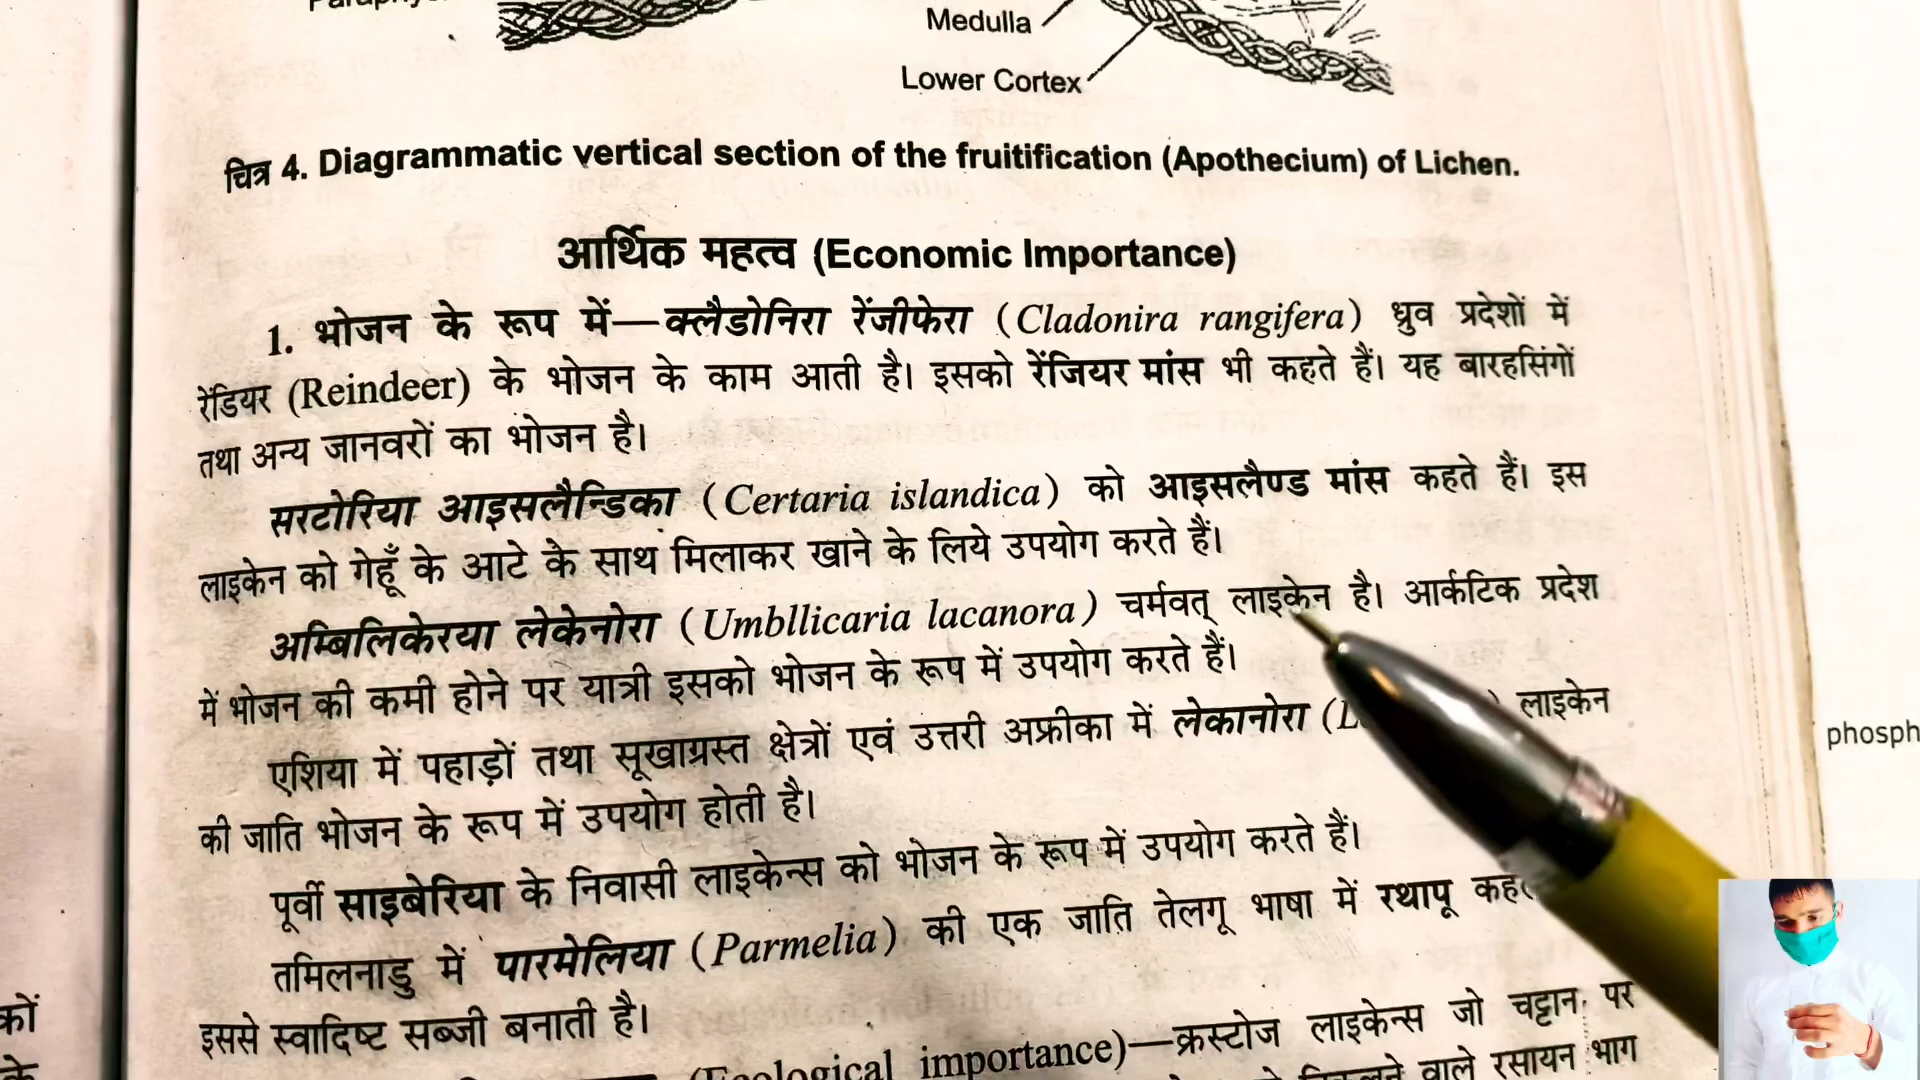 Medulla
Lower Cortex
चित्र 4. Diagrammatic vertical section of the fruitification (Apothecium) of Lichen.
आर्थिक महत्व (Economic Importance)
1. भोजन के रूप में—क्लैडोनिरा रेंजीफेरा (Cladonira rangifera) ध्रुव प्रदेशों में
रेंडियर (Reindeer) के भोजन के काम आती है। इसको रेंजियर मांस भी कहते हैं। यह बारहसिंगों
तथा अन्य जानवरों का भोजन है।
सरटोरिया आइसलैन्डिका (Certaria islandica) को आइसलैण्ड मांस कहते हैं। इस
लाइकेन को गेहूँ के आटे के साथ मिलाकर खाने के लिये उपयोग करते हैं।
अम्बिलिकेरया लेकेनोरा (Umbllicaria lacanora) चर्मवत् लाइकेन है। आर्कटिक प्रदेश
में भोजन की कमी होने पर यात्री इसको भोजन के रूप में उपयोग करते हैं।
एशिया में पहाड़ों तथा सूखाग्रस्त क्षेत्रों एवं उत्तरी अफ्रीका में लेकानोरा लाइकेन
की जाति भोजन के रूप में उपयोग होती है।
पूर्वी साइबेरिया के निवासी लाइकेन्स को भोजन के रूप में उपयोग करते हैं।
तमिलनाडु में पारमेलिया (Parmelia) की एक जाति तेलगू भाषा में रथापू
इससे स्वादिष्ट सब्जी बनाती है।
(Ecological importance)—क्रस्टोज लाइकेन्स जो चट्टान पर
वाले रसायन भाग
phosph
कों
के